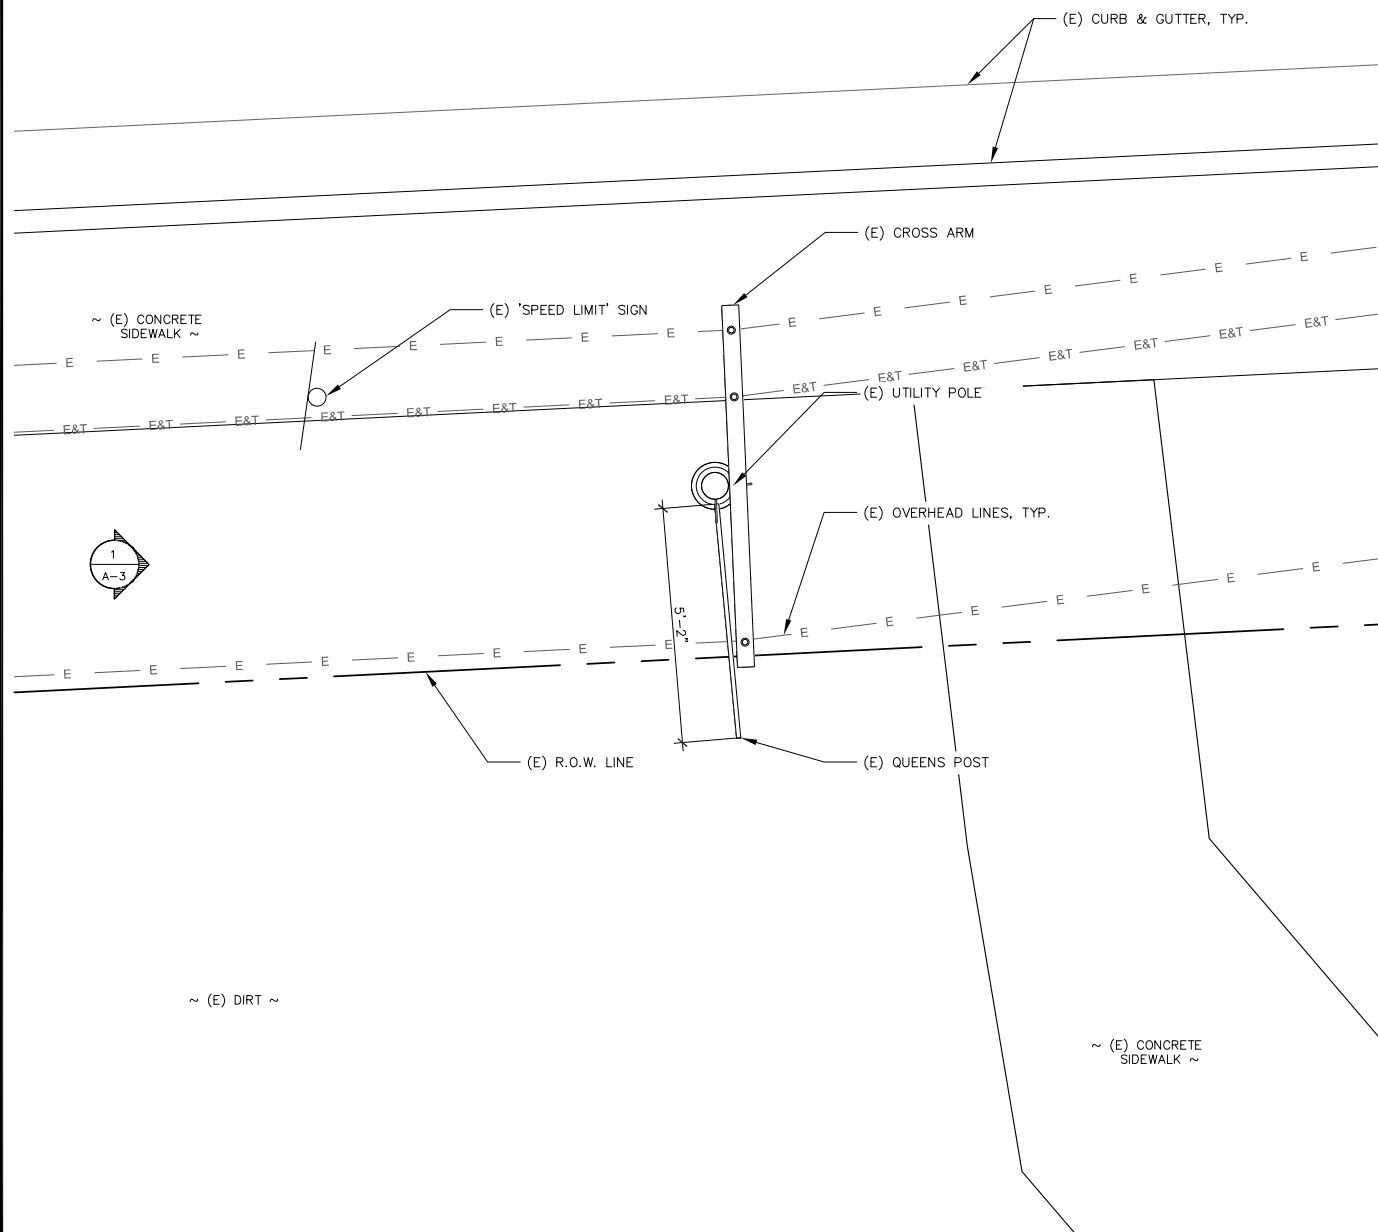 (E) CURB & GUTTER, TYP.
(E) CROSS ARM
E E E E
(E) 'SPEED LIMIT' SIGN
~ (E) CONCRETE
SIDEWALK ~
E E E E E E E E E E E
E&T E&T E&T E&T E&T E&T E&T
(E) UTILITY POLE
E&T E&T E&T E&T E&T E&T E&T E&T
(E) OVERHEAD LINES, TYP.
1
A-3
5'-2"
E E E E E E E
E E E E E E E E
(E) R.O.W. LINE
(E) QUEENS POST
~ (E) DIRT ~
~ (E) CONCRETE
SIDEWALK ~